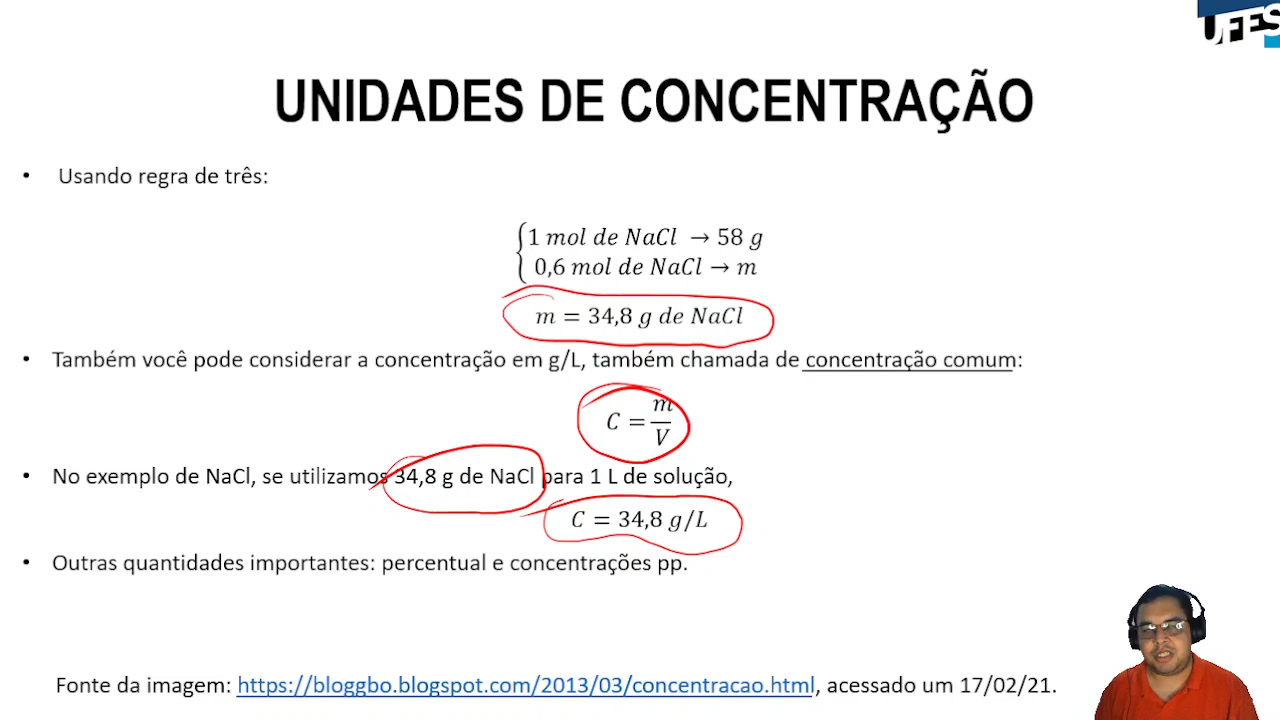 UFES
UNIDADES DE CONCENTRAÇÃO
• Usando regra de três:
{1 mol de NaCl → 58 g
0,6 mol de NaCl → m
m = 34,8 g de NaCl
• Também você pode considerar a concentração em g/L, também chamada de concentração comum:
C = m/V
• No exemplo de NaCl, se utilizamos 34,8 g de NaCl para 1 L de solução,
C = 34,8 g/L
• Outras quantidades importantes: percentual e concentrações pp.
Fonte da imagem: https://bloggbo.blogspot.com/2013/03/concentracao.html, acessado um 17/02/21.